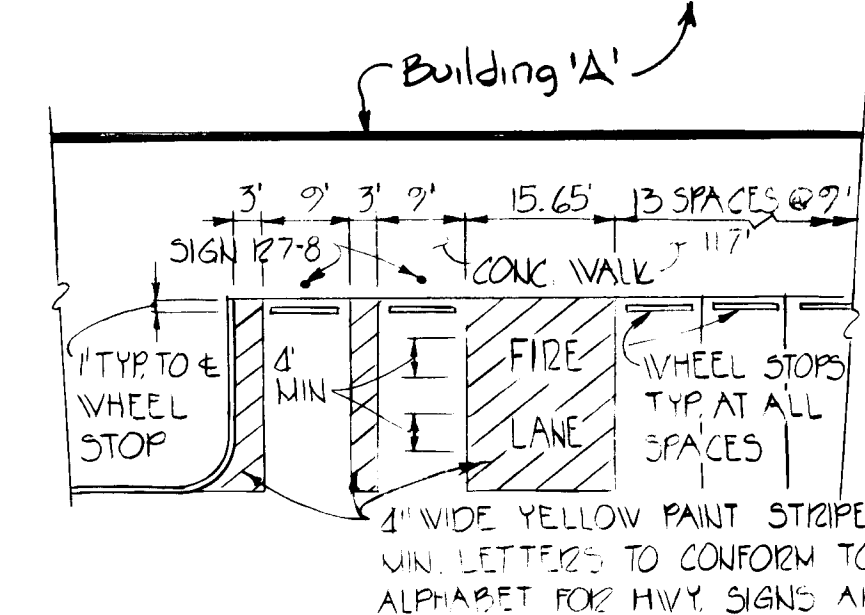 Building 'A'
3' 9' 3' 9' 15.65' 13 SPACES @ 9'
117'
SIGN R7-8
CONC. WALK
1' TYP. TO ℄
WHEEL
STOP
4'
MIN
FIRE
LANE
WHEEL STOPS
TYP. AT ALL
SPACES
4" WIDE YELLOW PAINT STRIPE
MIN. LETTERS TO CONFORM TO
ALPHABET FOR HWY. SIGNS